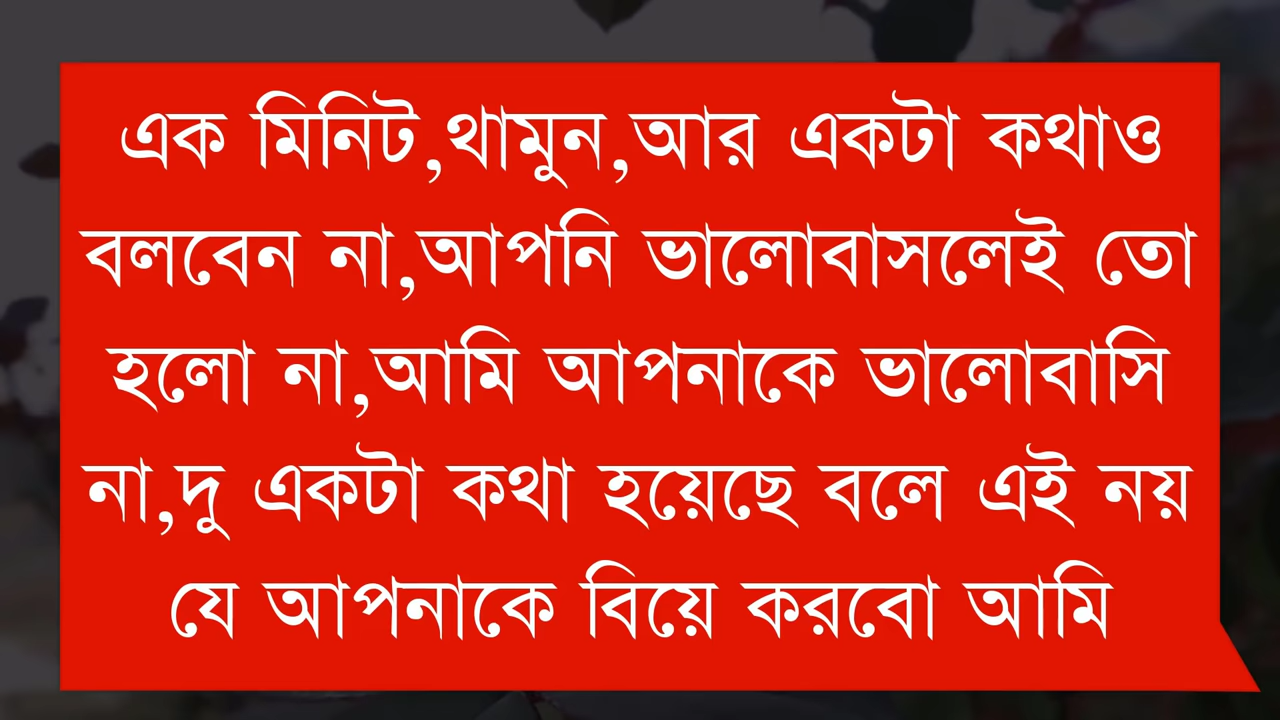 এক মিনিট,থামুন,আর একটা কথাও
বলবেন না,আপনি ভালোবাসলেই তো
হলো না,আমি আপনাকে ভালোবাসি
না,দু একটা কথা হয়েছে বলে এই নয়
যে আপনাকে বিয়ে করবো আমি